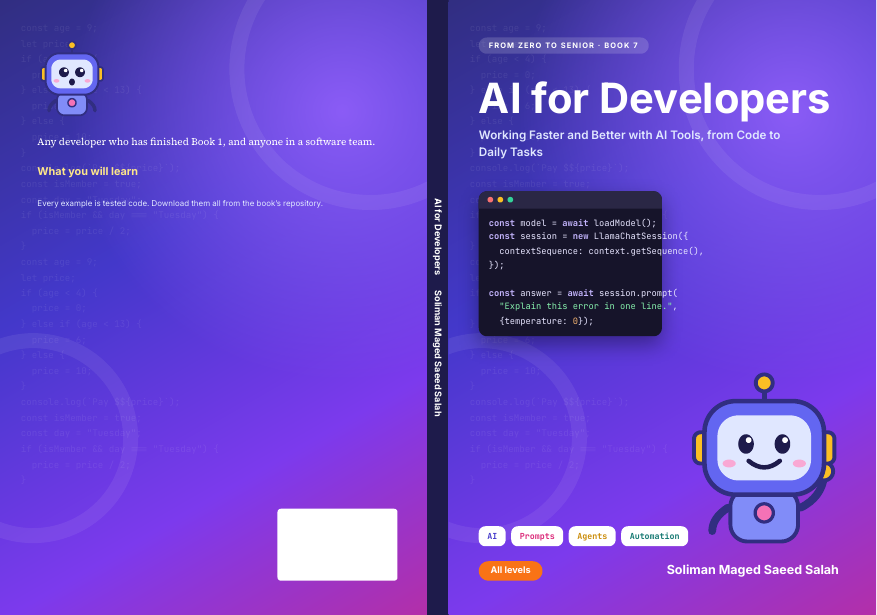 Any developer who has finished Book 1, and anyone in a software team.
What you will learn
Every example is tested code. Download them all from the book's repository.
AI for Developers Soliman Maged Saeed Salah
FROM ZERO TO SENIOR · BOOK 7
AI for Developers
Working Faster and Better with AI Tools, from Code to
Daily Tasks
const model = await loadModel();
const session = new LlamaChatSession({
contextSequence: context.getSequence(),
});
const answer = await session.prompt(
"Explain this error in one line.",
{temperature: 0});
AI Prompts Agents Automation
All levels
Soliman Maged Saeed Salah